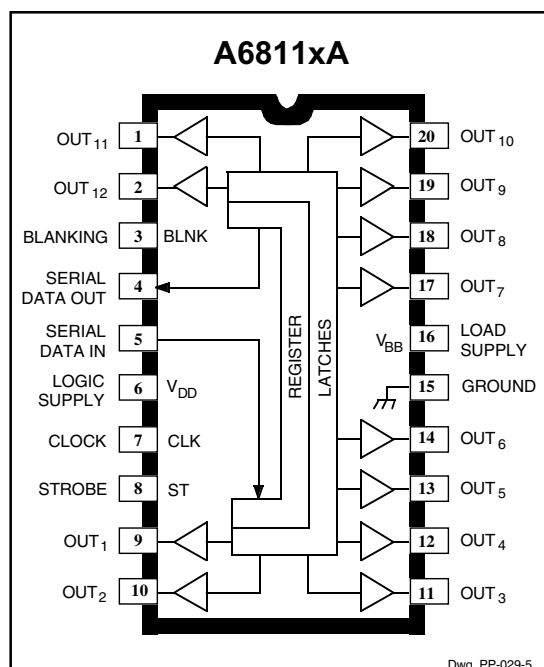 A6811xA
OUT11 1 20 OUT10
OUT12 2 19 OUT9
BLANKING 3 BLNK 18 OUT8
SERIAL
DATA OUT 4 17 OUT7
SERIAL
DATA IN 5 REGISTER LATCHES VBB 16 LOAD
SUPPLY
LOGIC
SUPPLY 6 VDD 15 GROUND
CLOCK 7 CLK 14 OUT6
STROBE 8 ST 13 OUT5
OUT1 9 12 OUT4
OUT2 10 11 OUT3
Dwg. PP-029-5